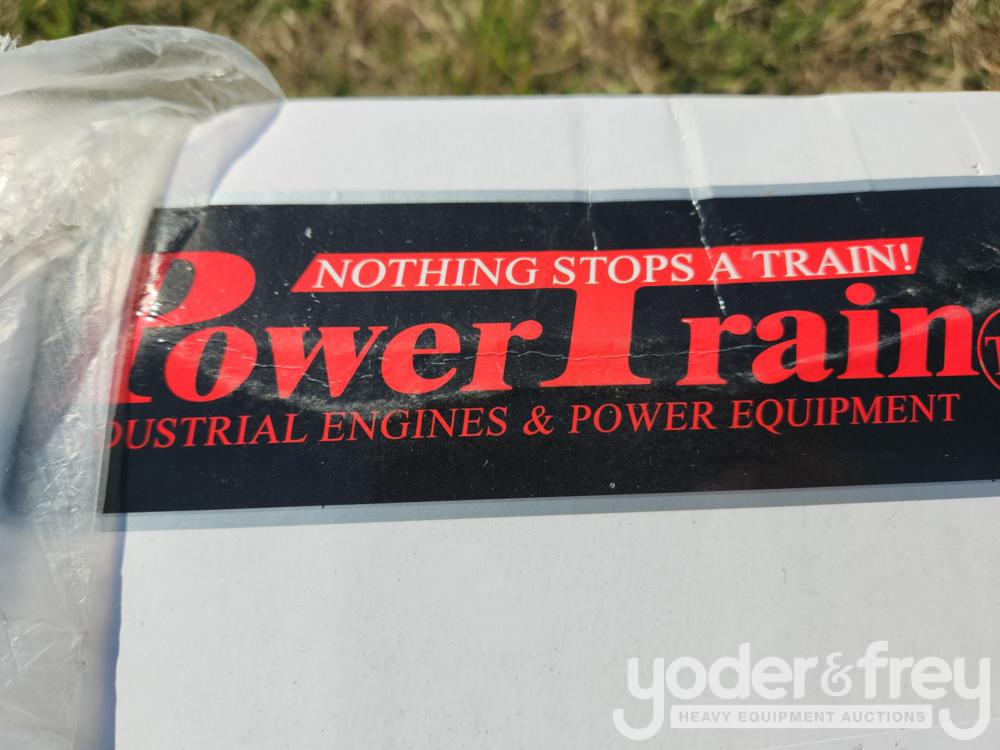 NOTHING STOPS A TRAIN!
PowerTrain
DUSTRIAL ENGINES & POWER EQUIPMENT
yoder&frey
HEAVY EQUIPMENT AUCTIONS